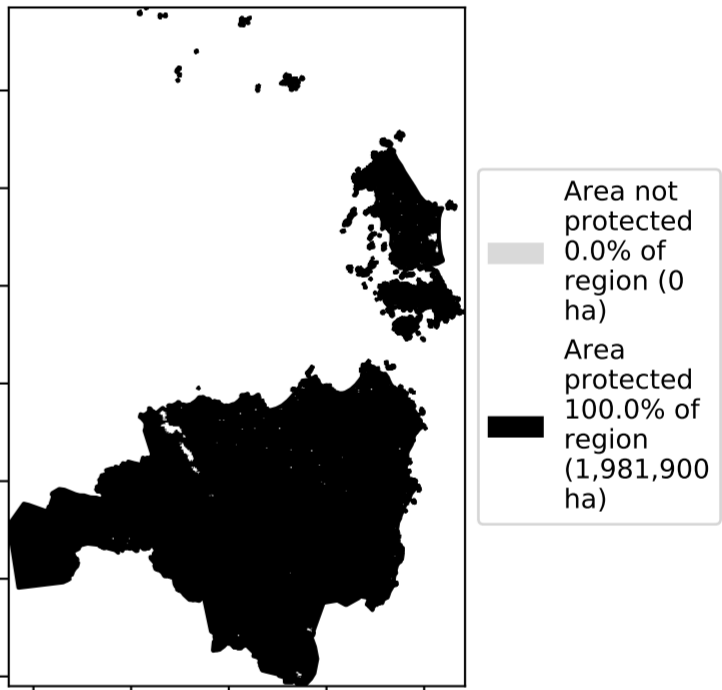 Area not
protected
0.0% of
region (0
ha)
Area
protected
100.0% of
region
(1,981,900
ha)